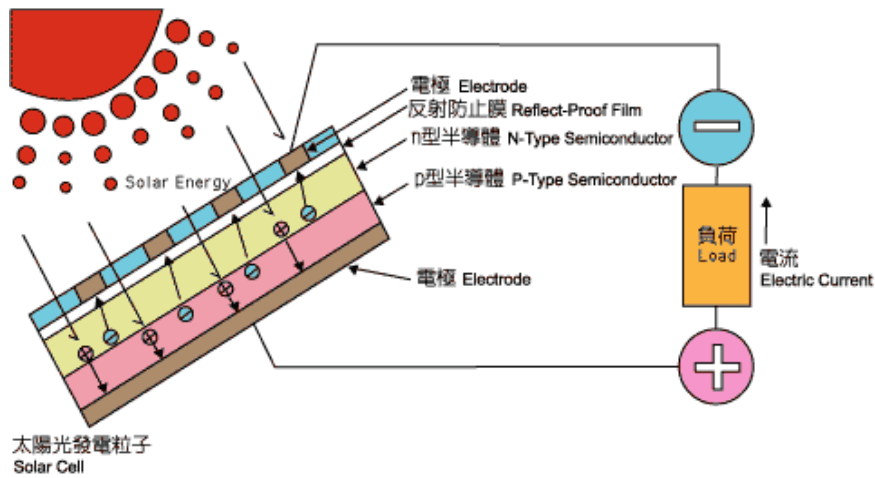 電極 Electrode
反射防止膜 Reflect-Proof Film
n型半導體 N-Type Semiconductor
Solar Energy
p型半導體 P-Type Semiconductor
負荷
Load
電流
Electric Current
電極 Electrode
太陽光發電粒子
Solar Cell